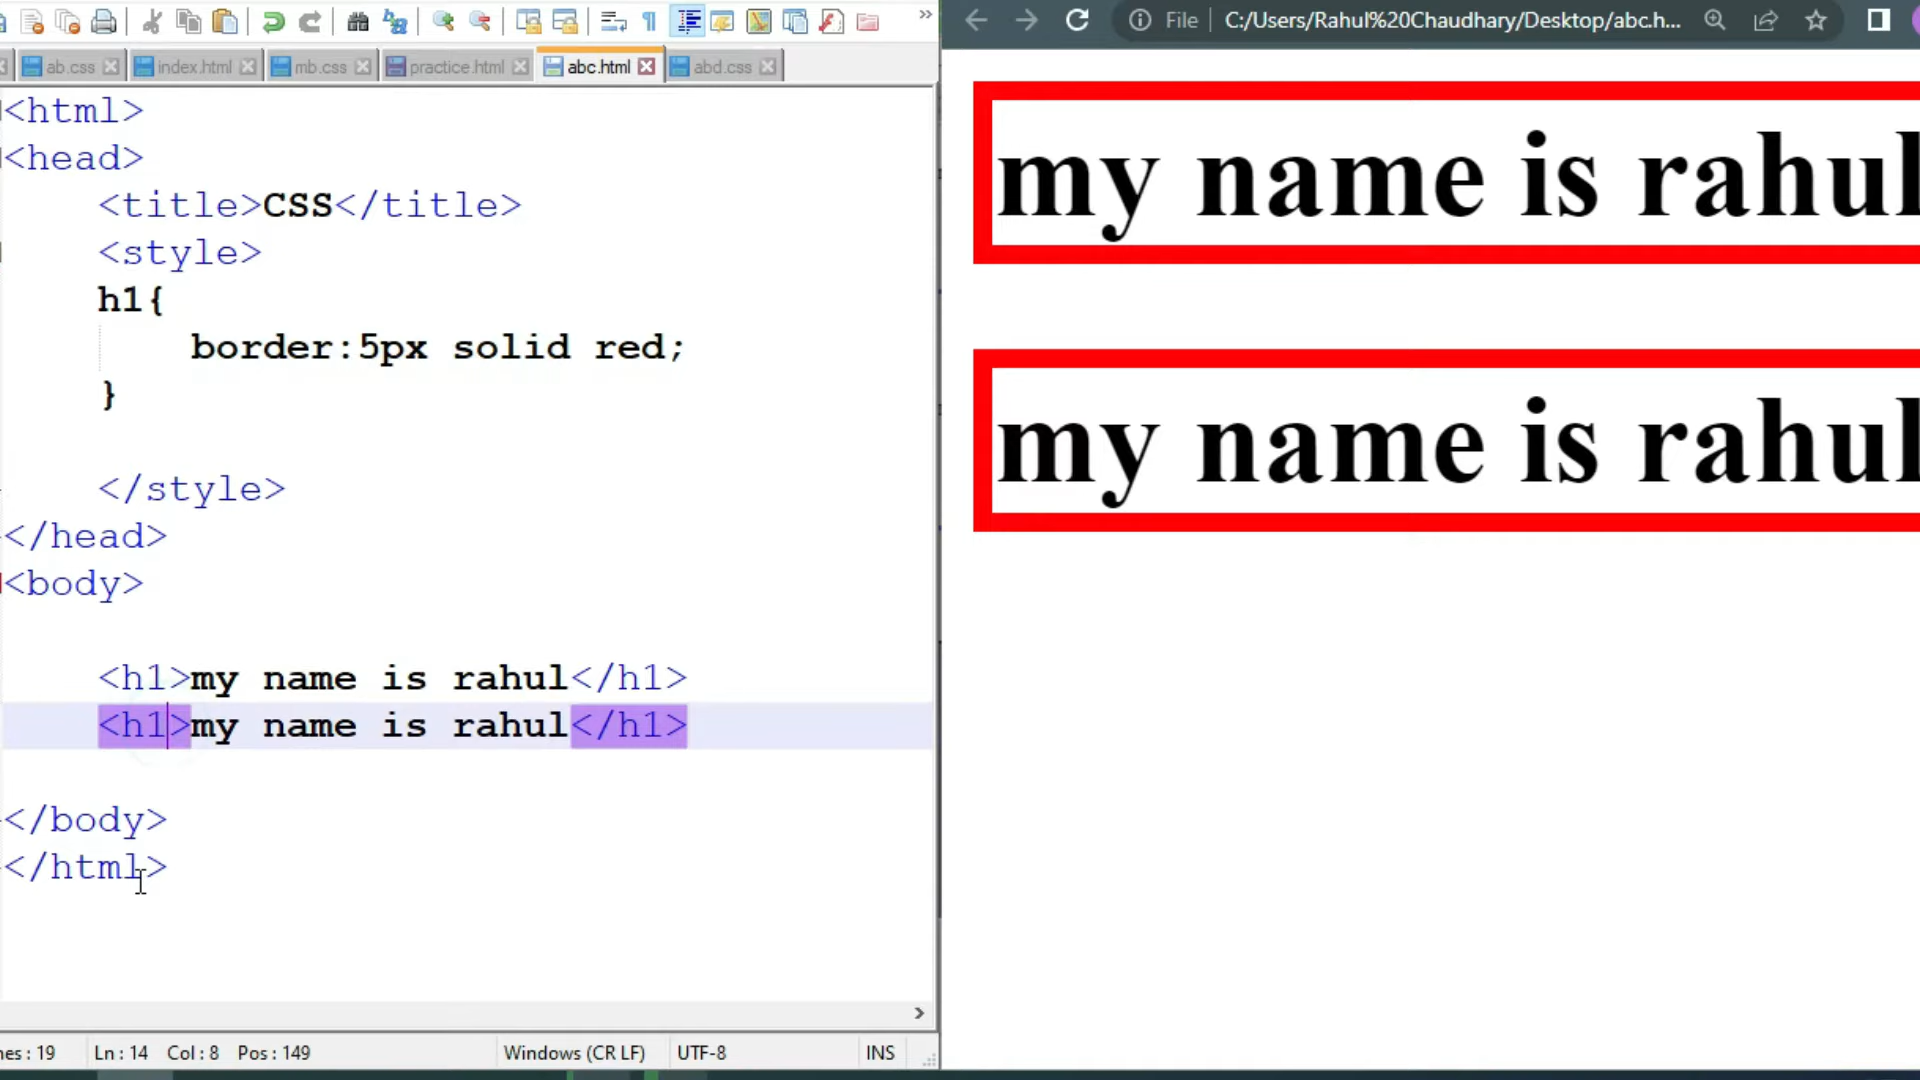 File C:/Users/Rahul%20Chaudhary/Desktop/abc.h...
ab.css index.html mb.css practice.html abc.html abd.css
<html>
<head>
<title>CSS</title>
<style>
h1{
border:5px solid red;
}
</style>
</head>
<body>
<h1>my name is rahul</h1>
<h1>my name is rahul</h1>
</body>
</html>
my name is rahul
my name is rahul
nes : 19 Ln : 14 Col : 8 Pos : 149 Windows (CR LF) UTF-8 INS